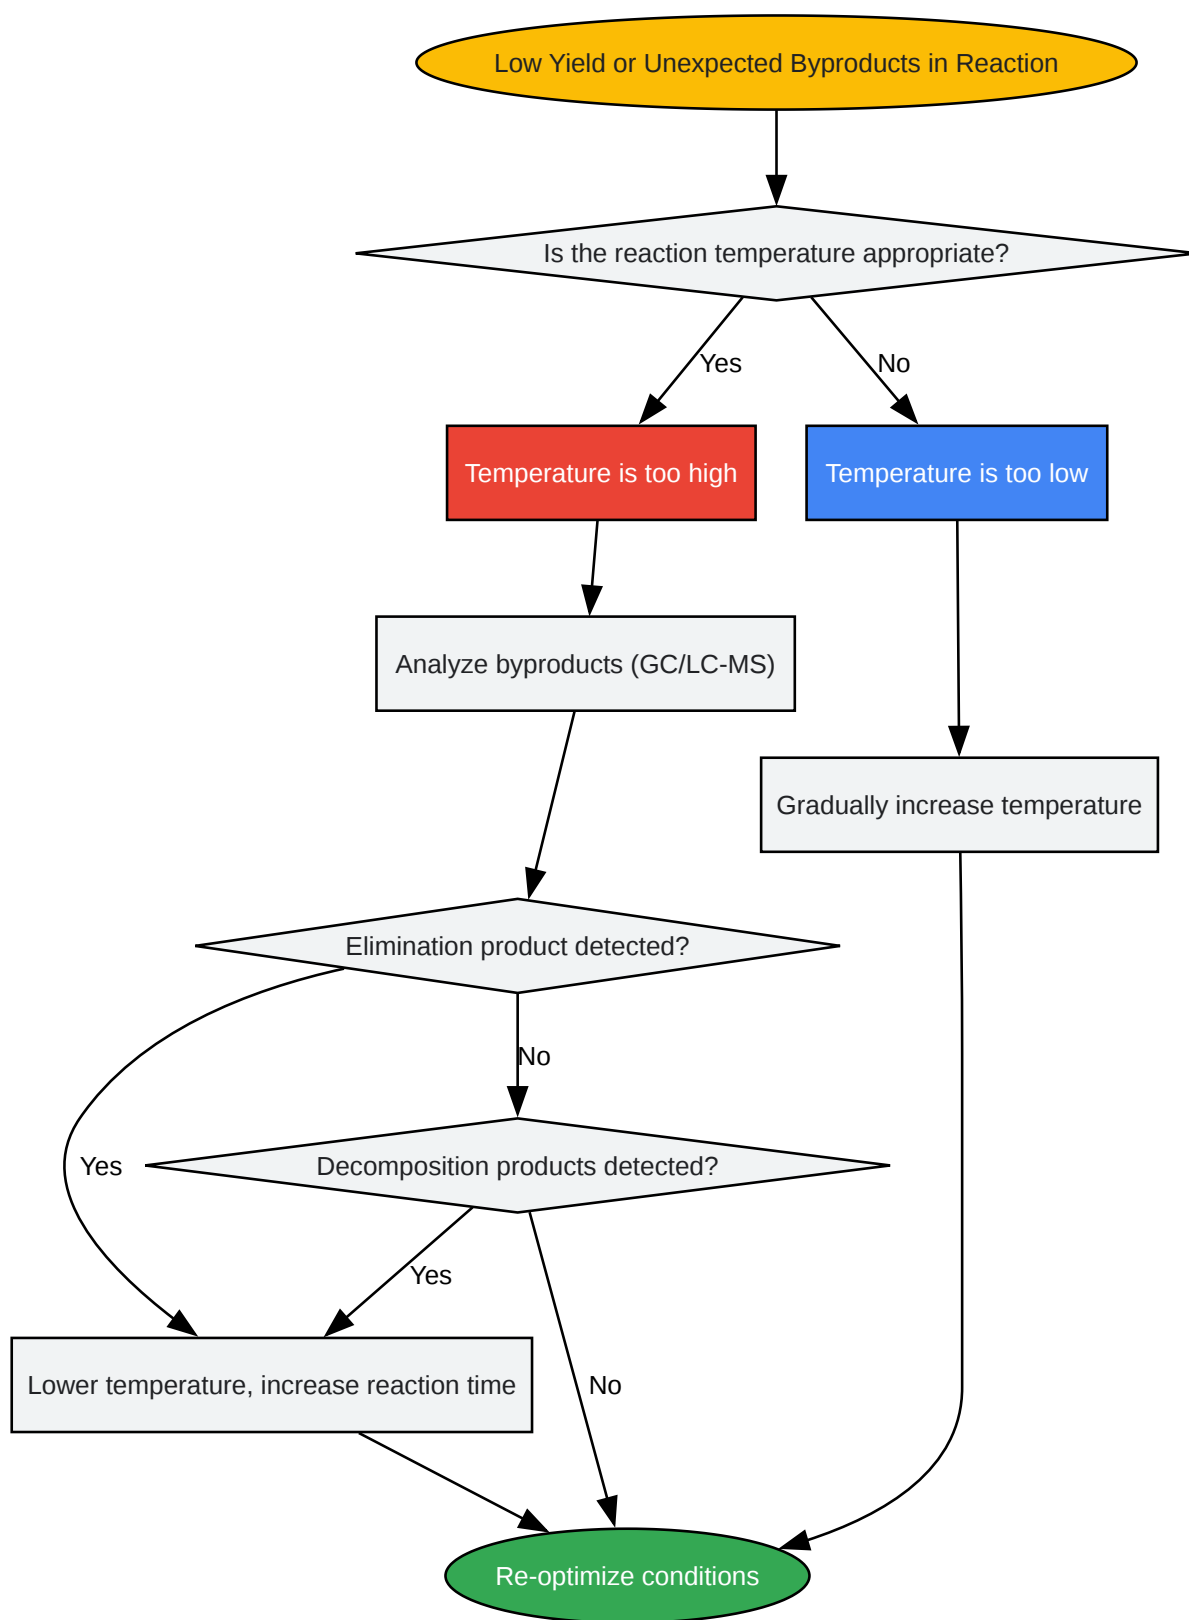 Low Yield or Unexpected Byproducts in Reaction
Is the reaction temperature appropriate?
Yes
No
Temperature is too high
Temperature is too low
Analyze byproducts (GC/LC-MS)
Gradually increase temperature
Elimination product detected?
No
Yes
Decomposition products detected?
Yes
Lower temperature, increase reaction time
No
Re-optimize conditions